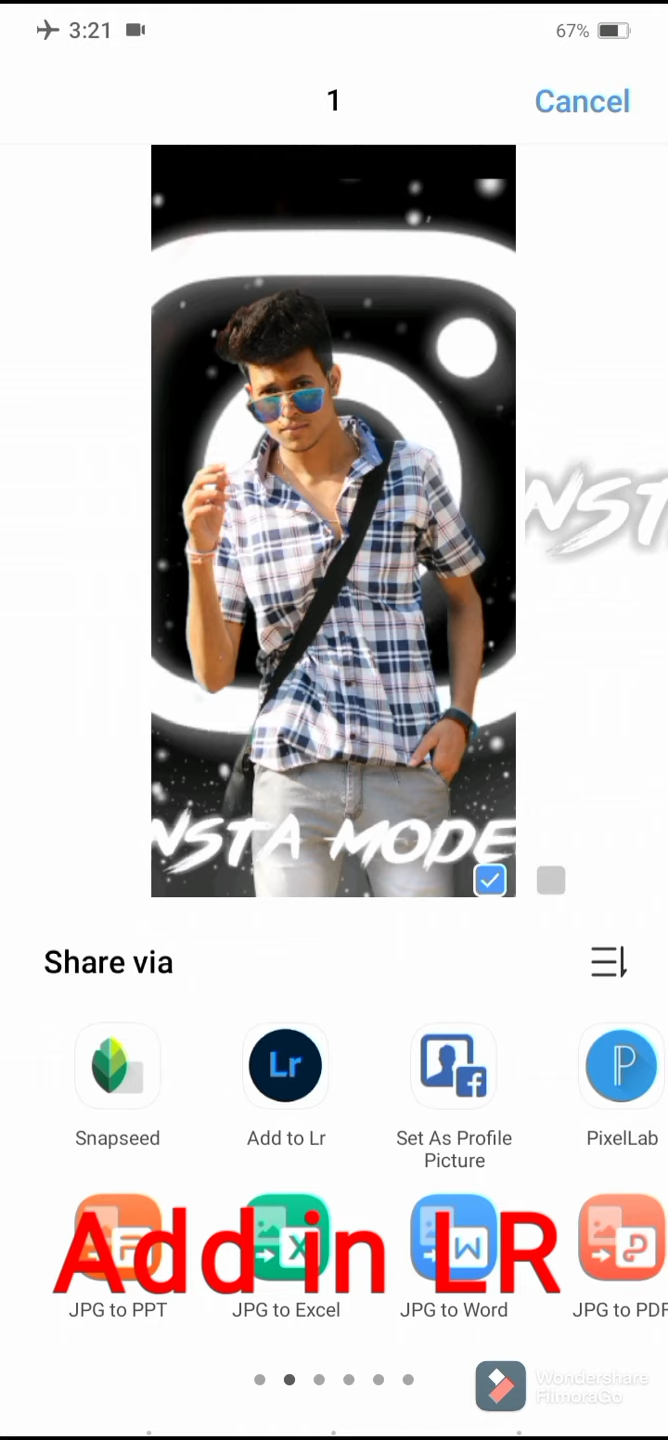 3:21
67%
1
Cancel
NSTA MODE
NST
Share via
Snapseed
Lr
Add to Lr
Set As Profile
Picture
PixelLab
Add in LR
JPG to PPT
JPG to Excel
JPG to Word
JPG to PDF
Wondershare
FilmoraGo